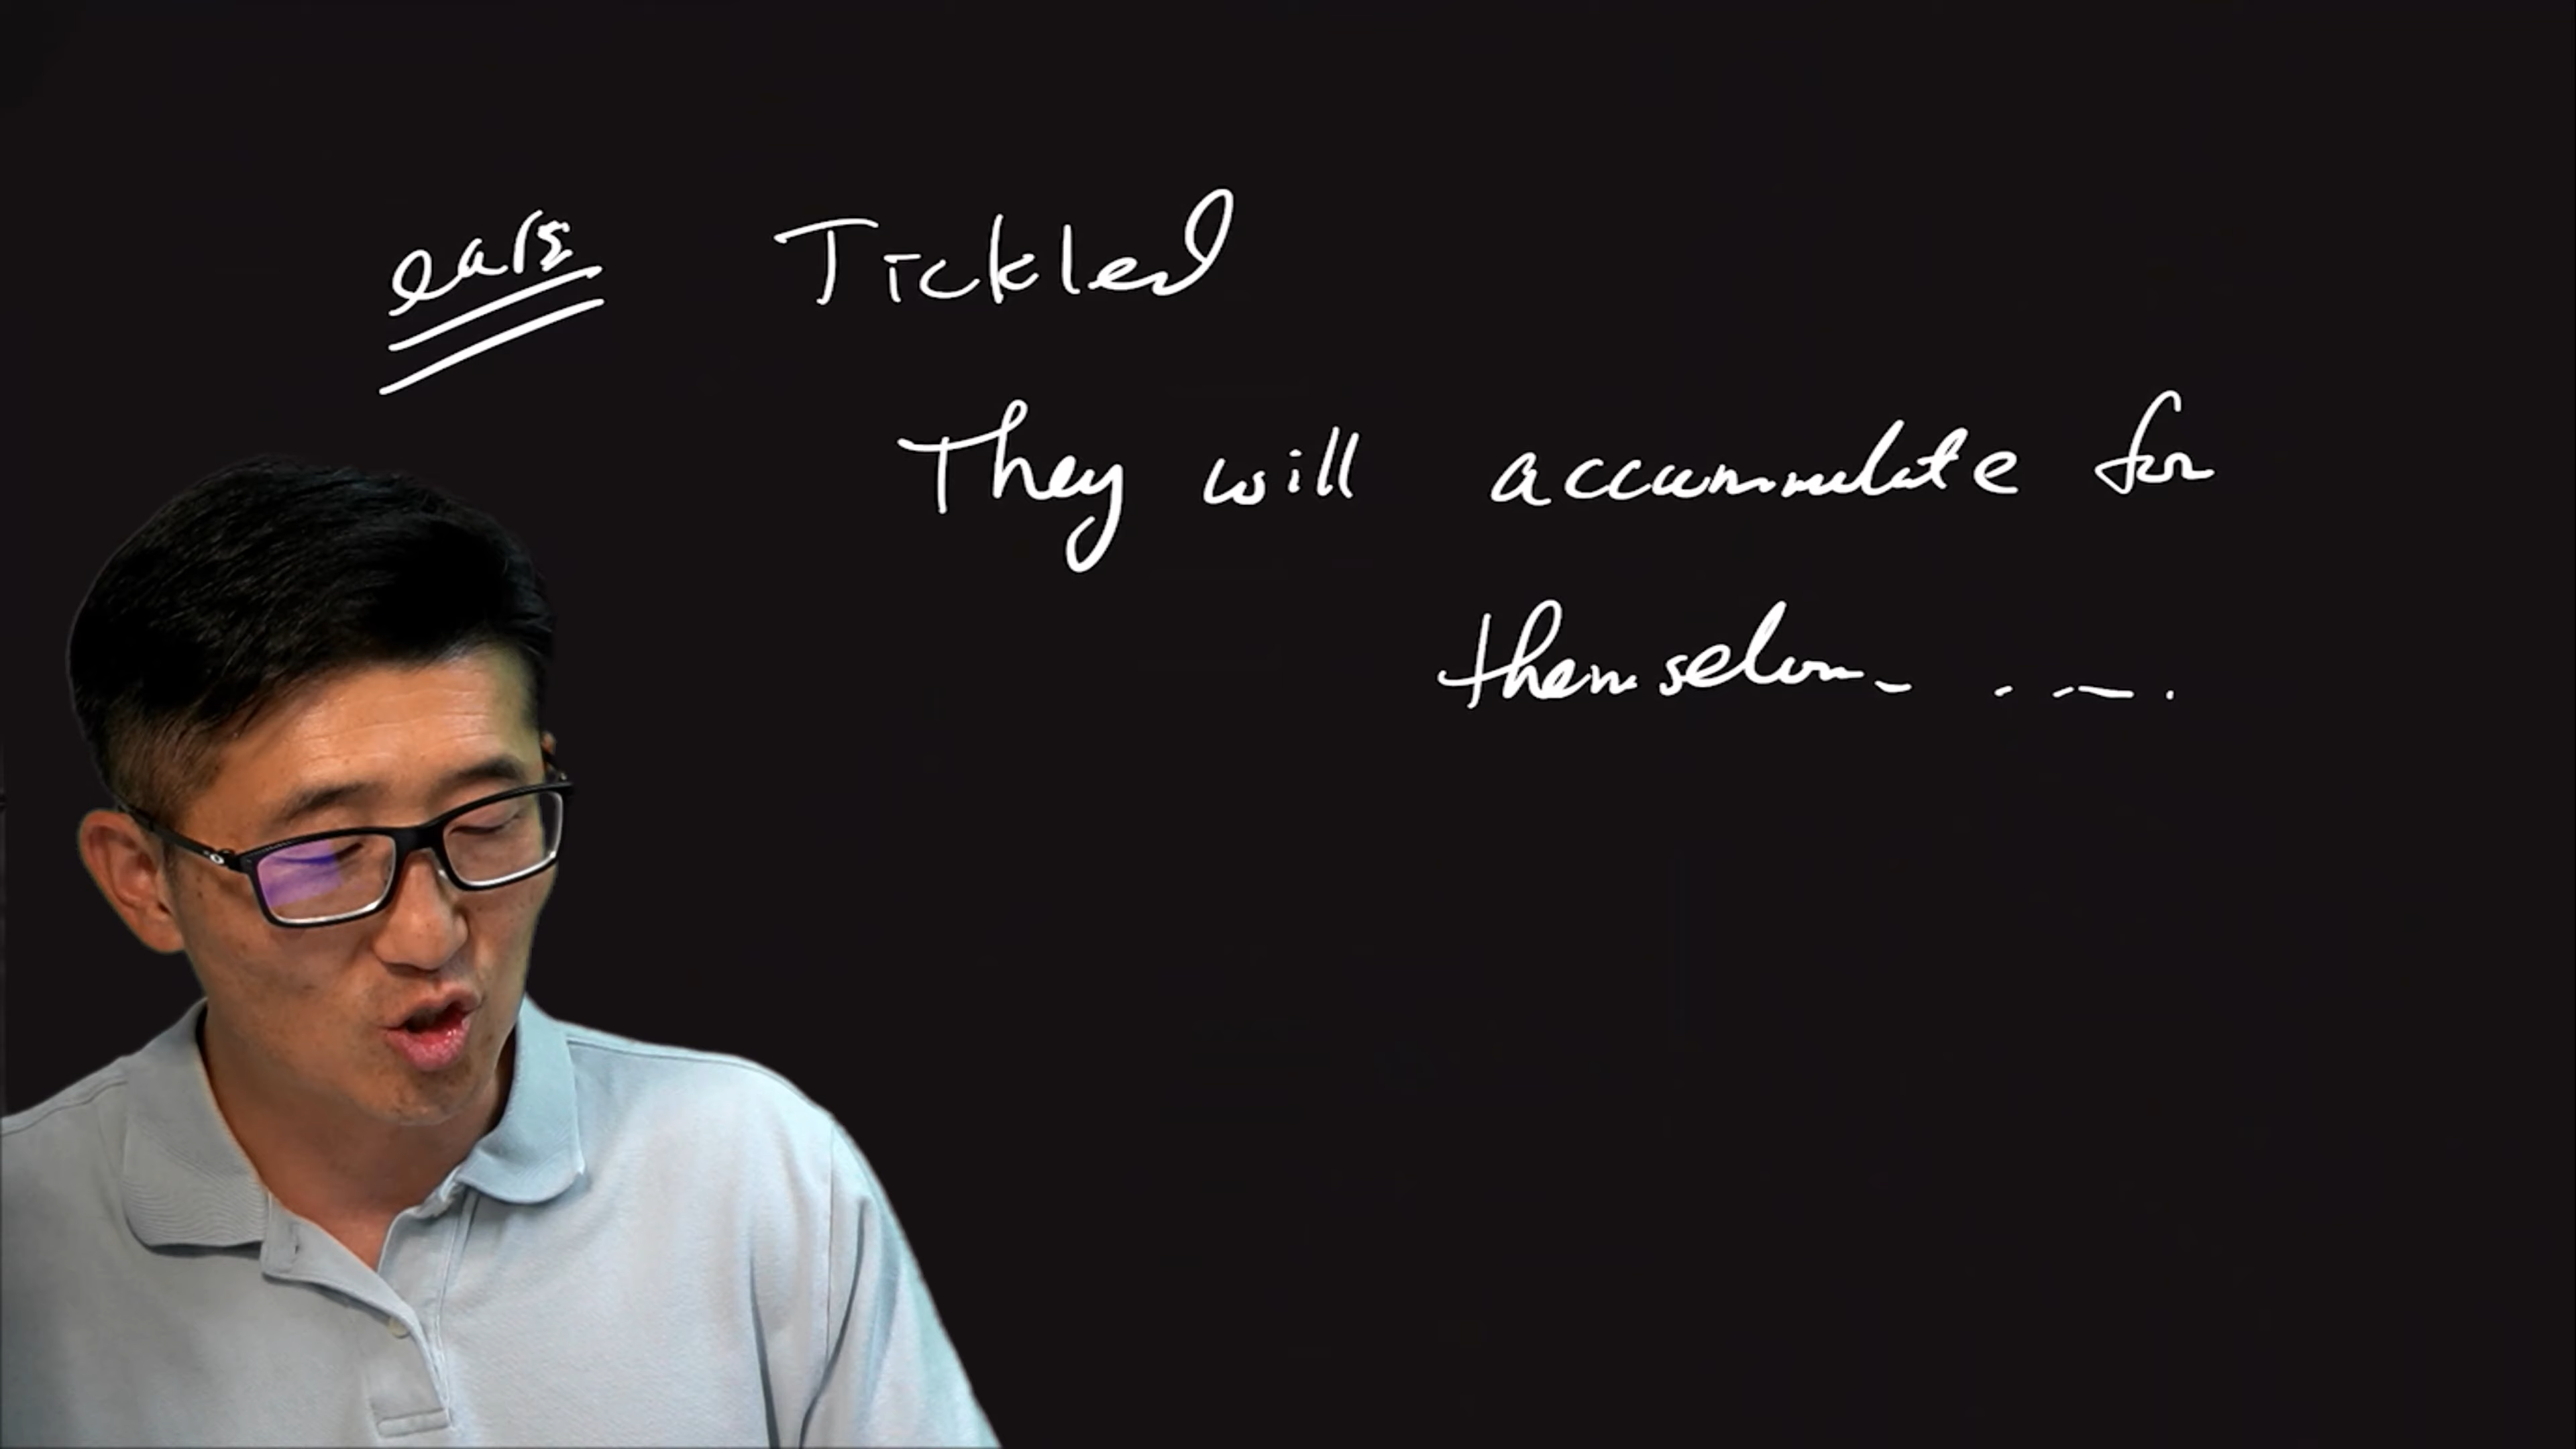 ears Tickled
They will accumulate for
themselves . . — .